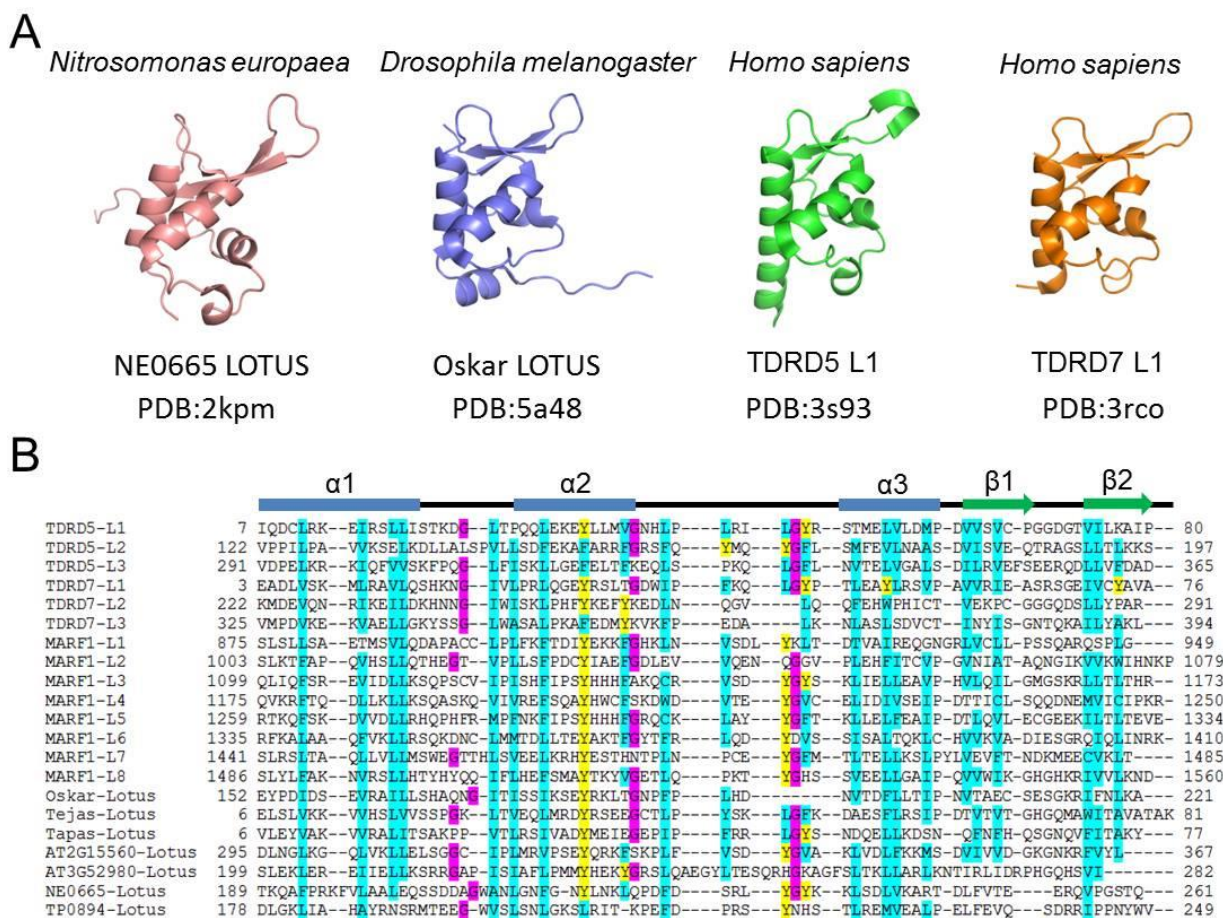 A
Nitrosomonas europaea Drosophila melanogaster Homo sapiens Homo sapiens
NE0665 LOTUS Oskar LOTUS TDRD5 L1 TDRD7 L1
PDB:2kpm PDB:5a48 PDB:3s93 PDB:3rco
B
α1 α2 α3 β1 β2
TDRD5-L1 7 IQDCLRK--EIRSLLISTKDG-LTPQQLEKEYLLMVGNHLP----LRI---LGYR--STMELVLDMP-DVVSVC-PGGDGTVILKAIP-- 80
TDRD5-L2 122 VPPILPA-VVKSELKDLLALSPVLLSDFEKAFARRFGRSFQ----YMQ--YGFL--SMFEVLNAAS-DVISVE-QTRAGSLLTLKKS-- 197
TDRD5-L3 291 VDPELKR--KIQFVVSKFPQG-LFISKLLGEFELTFKEQLS----PKQ--LGFL--NVTELVGALS-DILRVEFSEERQDLLVFDAD-- 365
TDRD7-L1 3 EADLVSK-MLRAVLQSHKNG-IVLPRLQGEYRSLTGDWIP----FKQ--LGYP--TLEAYLRSVP-AVVRIE-ASRSGEIVCYAVA-- 76
TDRD7-L2 222 KMDEVQN--RIKEILDKHNNG-IWISKLPHFYKEFYKEDLN----QGV----LQ--QFEHWPHICT--VEKPC-GGGQDSLLYPAR--- 291
TDRD7-L3 325 VMPDVKE-KVAELLGKYSSG-LWASALPKAFEDMYKVKFP----EDA----LK--NLASLSDVCT--INYIS-GNTQKAILYAKL--- 394
MARF1-L1 875 SLSLLSA-ETMSVLQDAPACC-LPLFKFTDIYEKKFGHKLN----VSDL-YKLT--DTVAIREQGNGRLVCLL-PSSQARQSPLG--- 949
MARF1-L2 1003 SLKTFAP-QVHSLLQTHEGT-VPLLSFPDCYIAEFGDLEV----VQEN-QGGV--PLEHFITCVP-GVNIAT-AQNGIKVVKWIHNKP 1079
MARF1-L3 1099 QLIQFSR-EVIDLLKSQPSCV-IPISHFIPSYHHHFAKQCR----VSD--YGYS--KLIELLEAVP-HVLQIL-GMGSKRLLTLTHR-- 1173
MARF1-L4 1175 QVKRFTQ-DLLKLLKSQASKQ-VIVREFSQAYHWCFSKDWD----VTE--YGVC--ELIDIVSEIP-DTTICL-SQQDNEMVICIPKR- 1250
MARF1-L5 1259 RTKQFSK-DVVDLLRHQPHFR-MPFNKFIPSYHHHFGRQCK----LAY--YGFT--KLLELFEAIP-DTLQVL-ECGEEKILTLTEVE- 1334
MARF1-L6 1335 RFKALAA-QFVKLLRSQKDNC-LMMTDLLTEYAKTFGYTFR----LQD--YDVS--SISALTQKLC-HVVKVA-DIESGRQIQLINRK- 1410
MARF1-L7 1441 SLRSLTA-QLLVLLMSWEGTTHLSVEELKRHYESTHNTPLN----PCE--YGFM--TLTELLKSLPYLVEVFT-NDKMEECVKLT---- 1485
MARF1-L8 1486 SLYLFAK-NVRSLLHTYHYQQ-IFLHEFSMAYTKYVGETLQ----PKT--YGHS--SVEELLGAIPQVVWIK-GHGHKRIVVLKND--- 1560
Oskar-Lotus 152 EYPDIDS-EVRAILLSHAQNG-ITISSIKSEYRKLTGNPFP----LHD---------NVTDFLLTIP-NVTAEC-SESGKRIFNLKA--- 221
Tejas-Lotus 6 ELSLVKK-VVHSLVVSSPGK-LTVEQLMRDYRSEEGCTLP----YSK--LGFK--DAESFLRSIP-DTVTVT-GHGQMAWITAVATAK 81
Tapas-Lotus 6 VLEYVAK-VVRALITSAKPP-VTLRSIVADYMEIEGEPIP----FRR--LGYS--NDQELLKDSN--QFNFH-QSGNQVFITAKY--- 77
AT2G15560-Lotus 295 DLNGLKG-QLVKLLELSGGC-IPLMRVPSEYQRKFSKPLF----VSD--YGVA--KLVDLFKKMS-DVIVVD-GKGNKRFVYL----- 367
AT3G52980-Lotus 199 SLEKLER-EIIELLKSRRGAP-ISIAFLPMMYHEKYGRSLQAEGYLTESQRHGKAGFSLTKLLARLKNTIRLIDRPHGQHSVI------ 282
NE0665-Lotus 189 TKQAFPRKFVLAALEQSSDDAGWANLGNFG-NYLNKLQPDFD----SRL--YGYK--KLSDLVKART-DLFVTE----ERQVPGSTQ--- 261
TP0894-Lotus 178 DLGKLIA-HAYRNSRMTEEG-WVSLSNLGKSLRIT-KPEFD----PRS--YNHS--TLREMVEALP-ELFEVQ----SDRRIPPNYWV-- 249